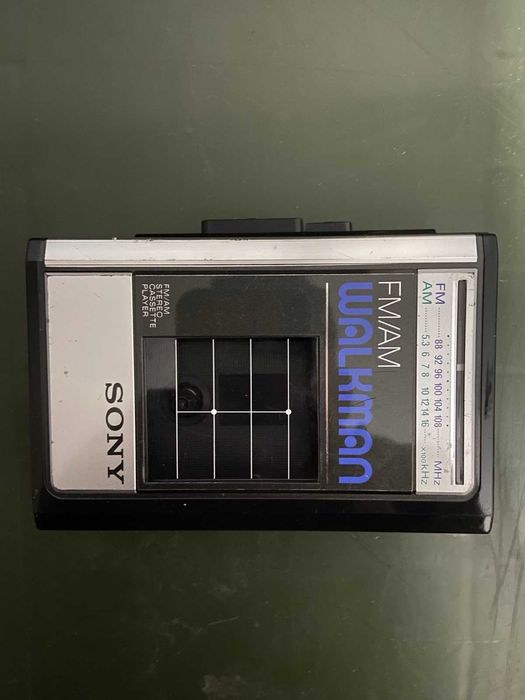 FM ........ 88 92 96 100 104 108 ........ MHz
AM ........ 5.3 6 7 8 10 12 14 16 ........ x100kHz
FM/AM
WALKMAN
FM/AM
STEREO
CASSETTE
PLAYER
SONY